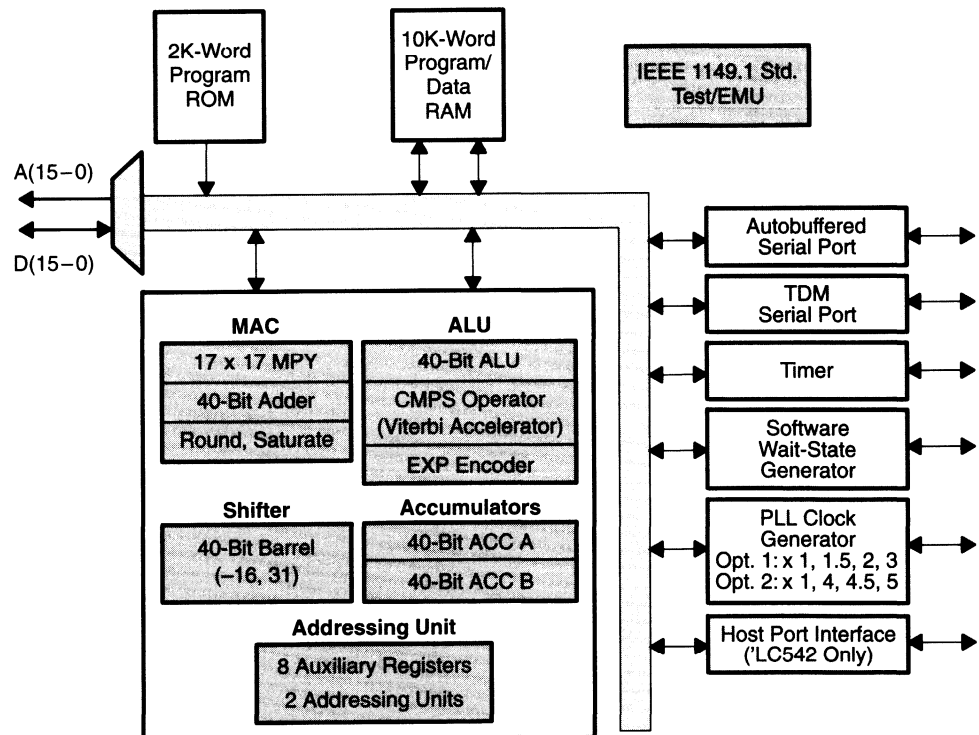 2K-Word
Program
ROM
10K-Word
Program/
Data
RAM
IEEE 1149.1 Std.
Test/EMU
A(15–0)
D(15–0)
MAC
17 x 17 MPY
40-Bit Adder
Round, Saturate
ALU
40-Bit ALU
CMPS Operator
(Viterbi Accelerator)
EXP Encoder
Shifter
40-Bit Barrel
(–16, 31)
Accumulators
40-Bit ACC A
40-Bit ACC B
Addressing Unit
8 Auxiliary Registers
2 Addressing Units
Autobuffered
Serial Port
TDM
Serial Port
Timer
Software
Wait-State
Generator
PLL Clock
Generator
Opt. 1: x 1, 1.5, 2, 3
Opt. 2: x 1, 4, 4.5, 5
Host Port Interface
('LC542 Only)